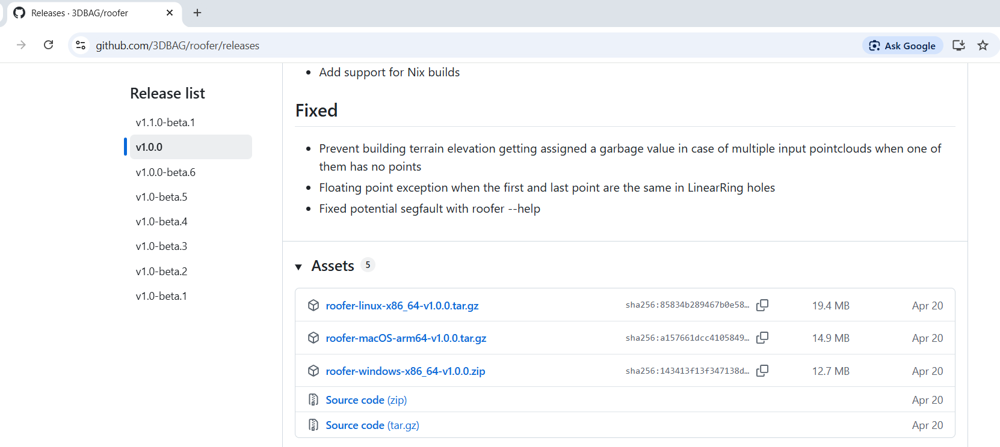 Releases · 3DBAG/roofer
github.com/3DBAG/roofer/releases
Ask Google
Release list
v1.1.0-beta.1
v1.0.0
v1.0.0-beta.6
v1.0.0-beta.5
v1.0-beta.4
v1.0-beta.3
v1.0-beta.2
v1.0-beta.1
Add support for Nix builds
Fixed
Prevent building terrain elevation getting assigned a garbage value in case of multiple input pointclouds when one of
them has no points
Floating point exception when the first and last point are the same in LinearRing holes
Fixed potential segfault with roofer --help
Assets 5
roofer-linux-x86_64-v1.0.0.tar.gz sha256:85834b289467b0e58… 19.4 MB Apr 20
roofer-macOS-arm64-v1.0.0.tar.gz sha256:a157661dcc4105849… 14.9 MB Apr 20
roofer-windows-x86_64-v1.0.0.zip sha256:143413f13f347138d… 12.7 MB Apr 20
Source code (zip) Apr 20
Source code (tar.gz) Apr 20